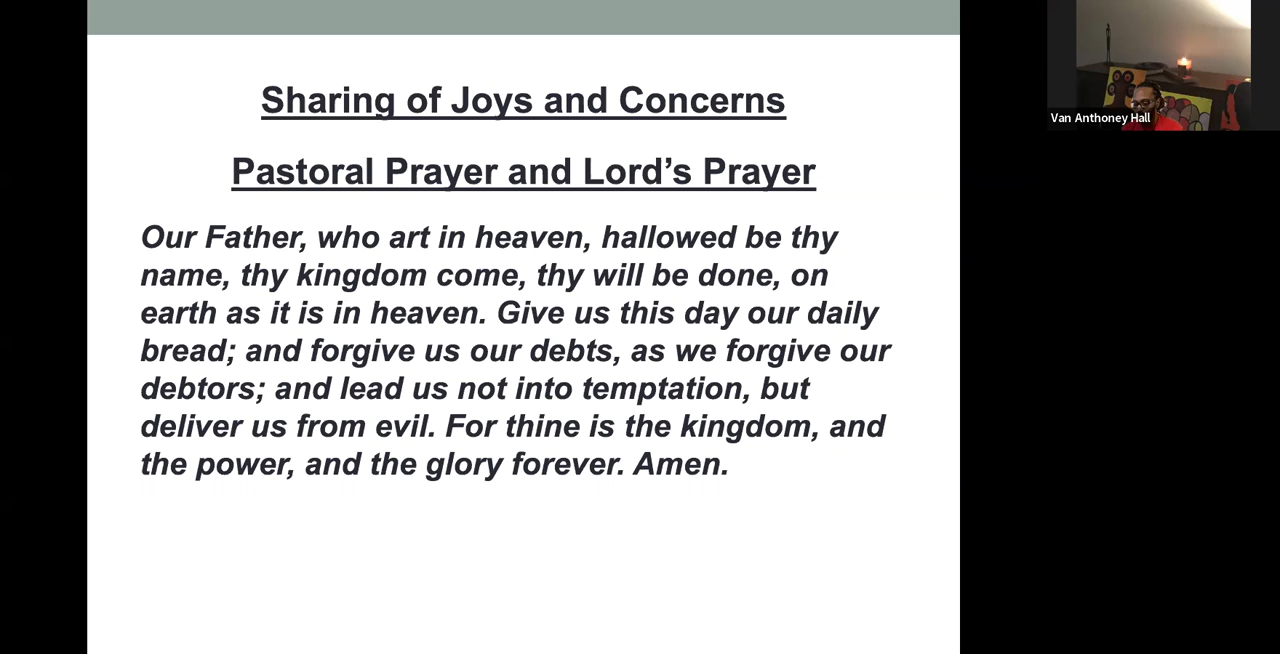 Sharing of Joys and Concerns
Pastoral Prayer and Lord’s Prayer
Our Father, who art in heaven, hallowed be thy
name, thy kingdom come, thy will be done, on
earth as it is in heaven. Give us this day our daily
bread; and forgive us our debts, as we forgive our
debtors; and lead us not into temptation, but
deliver us from evil. For thine is the kingdom, and
the power, and the glory forever. Amen.
Van Anthoney Hall